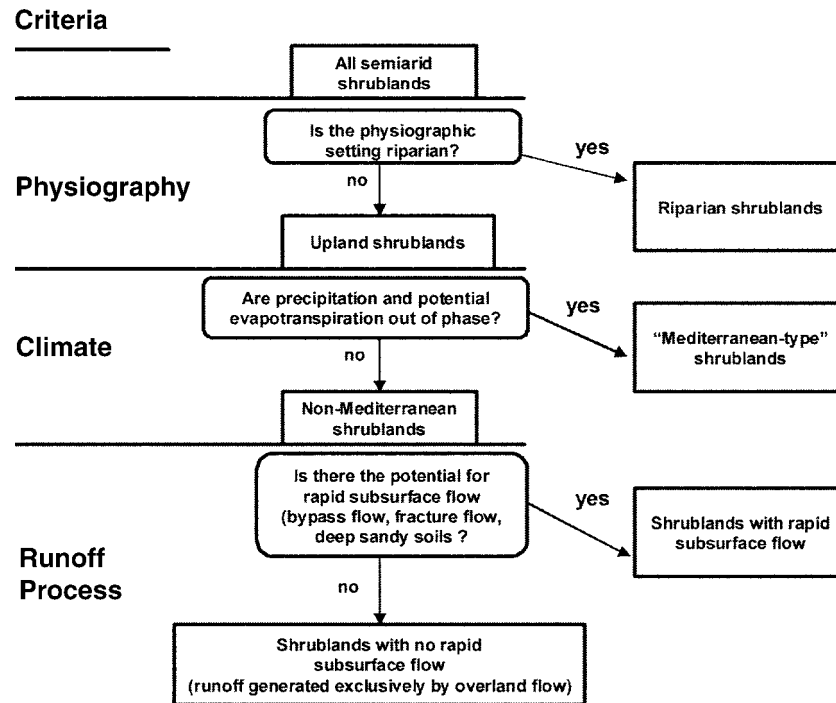 Criteria
All semiarid
shrublands
Is the physiographic
setting riparian?
yes
no
Physiography
Riparian shrublands
Upland shrublands
Are precipitation and potential
evapotranspiration out of phase?
yes
Climate
no
“Mediterranean-type”
shrublands
Non-Mediterranean
shrublands
Is there the potential for
rapid subsurface flow
(bypass flow, fracture flow,
deep sandy soils ?
yes
Shrublands with rapid
subsurface flow
Runoff
Process
no
Shrublands with no rapid
subsurface flow
(runoff generated exclusively by overland flow)